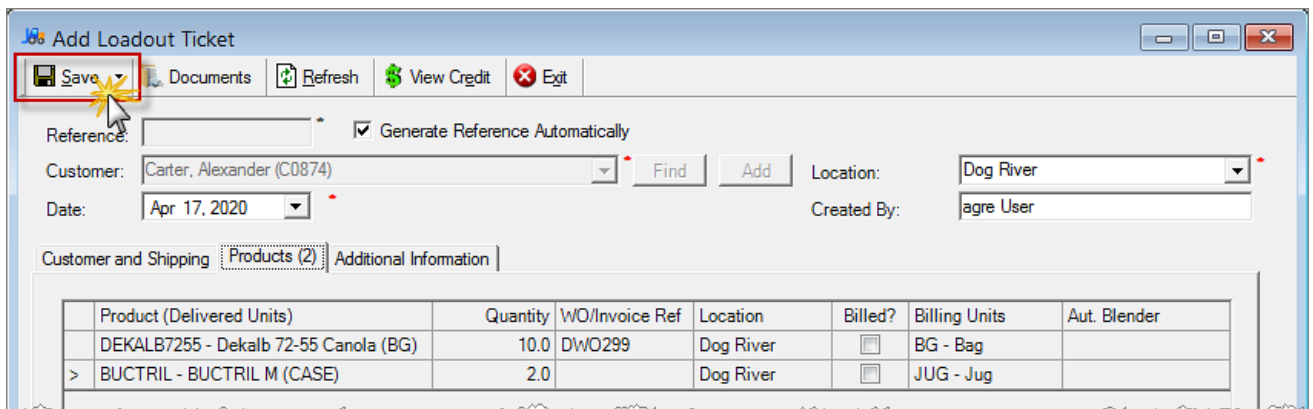 Add Loadout Ticket
Save Documents Refresh View Credit Exit
Reference: * Generate Reference Automatically
Customer: Carter, Alexander (C0874) * Find Add Location: Dog River *
Date: Apr 17, 2020 * Created By: agre User
Customer and Shipping Products (2) Additional Information
Product (Delivered Units) Quantity WO/Invoice Ref Location Billed? Billing Units Aut. Blender
DEKALB7255 - Dekalb 72-55 Canola (BG) 10.0 DWO299 Dog River BG - Bag
> BUCTRIL - BUCTRIL M (CASE) 2.0 Dog River JUG - Jug